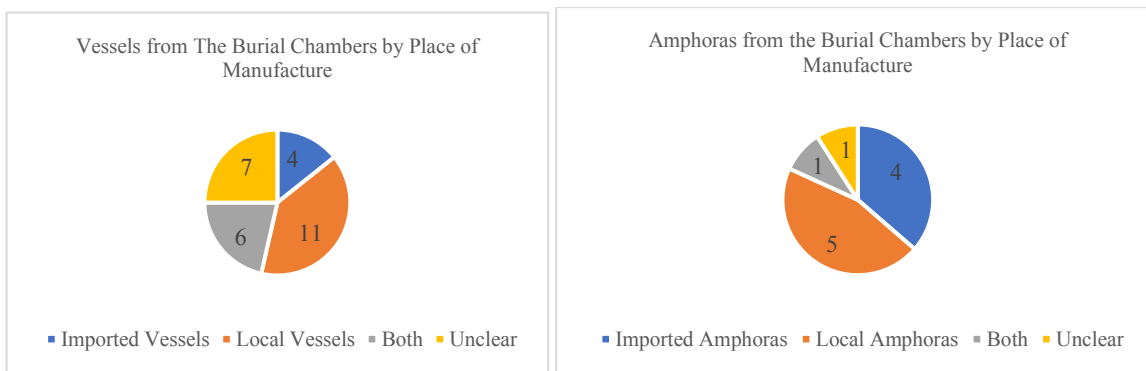 Vessels from The Burial Chambers by Place of
Manufacture
4
7
11
6
Imported Vessels Local Vessels Both Unclear
Amphoras from the Burial Chambers by Place of
Manufacture
1
1
4
5
Imported Amphoras Local Amphoras Both Unclear